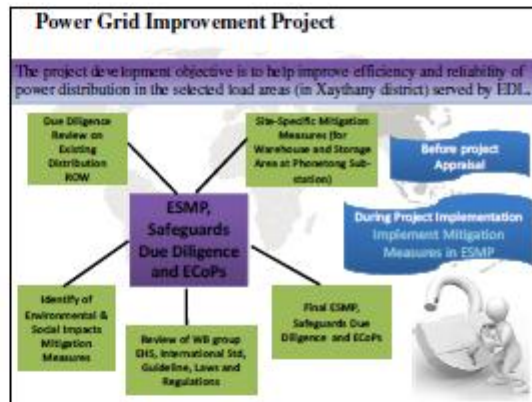 Power Grid Improvement Project
The project development objective is to help improve efficiency and reliability of
power distribution in the selected load areas (in Xaythany district) served by EDL.
Due Diligence
Review on
Existing
Distribution
ROW
Site-Specific Mitigation
Measures (for
Warehouse and Storage
Area at Phonetong Sub-
station)
Before project
Appraisal
ESMP,
Safeguards
Due Diligence
and ECoPs
During Project Implementation
Implement Mitigation
Measures in ESMP
Identify of
Environmental &
Social Impacts
Mitigation
Measures
Review of WB group
EHS, International Std,
Guideline, Laws and
Regulations
Final ESMP,
Safeguards Due
Diligence and ECoPs